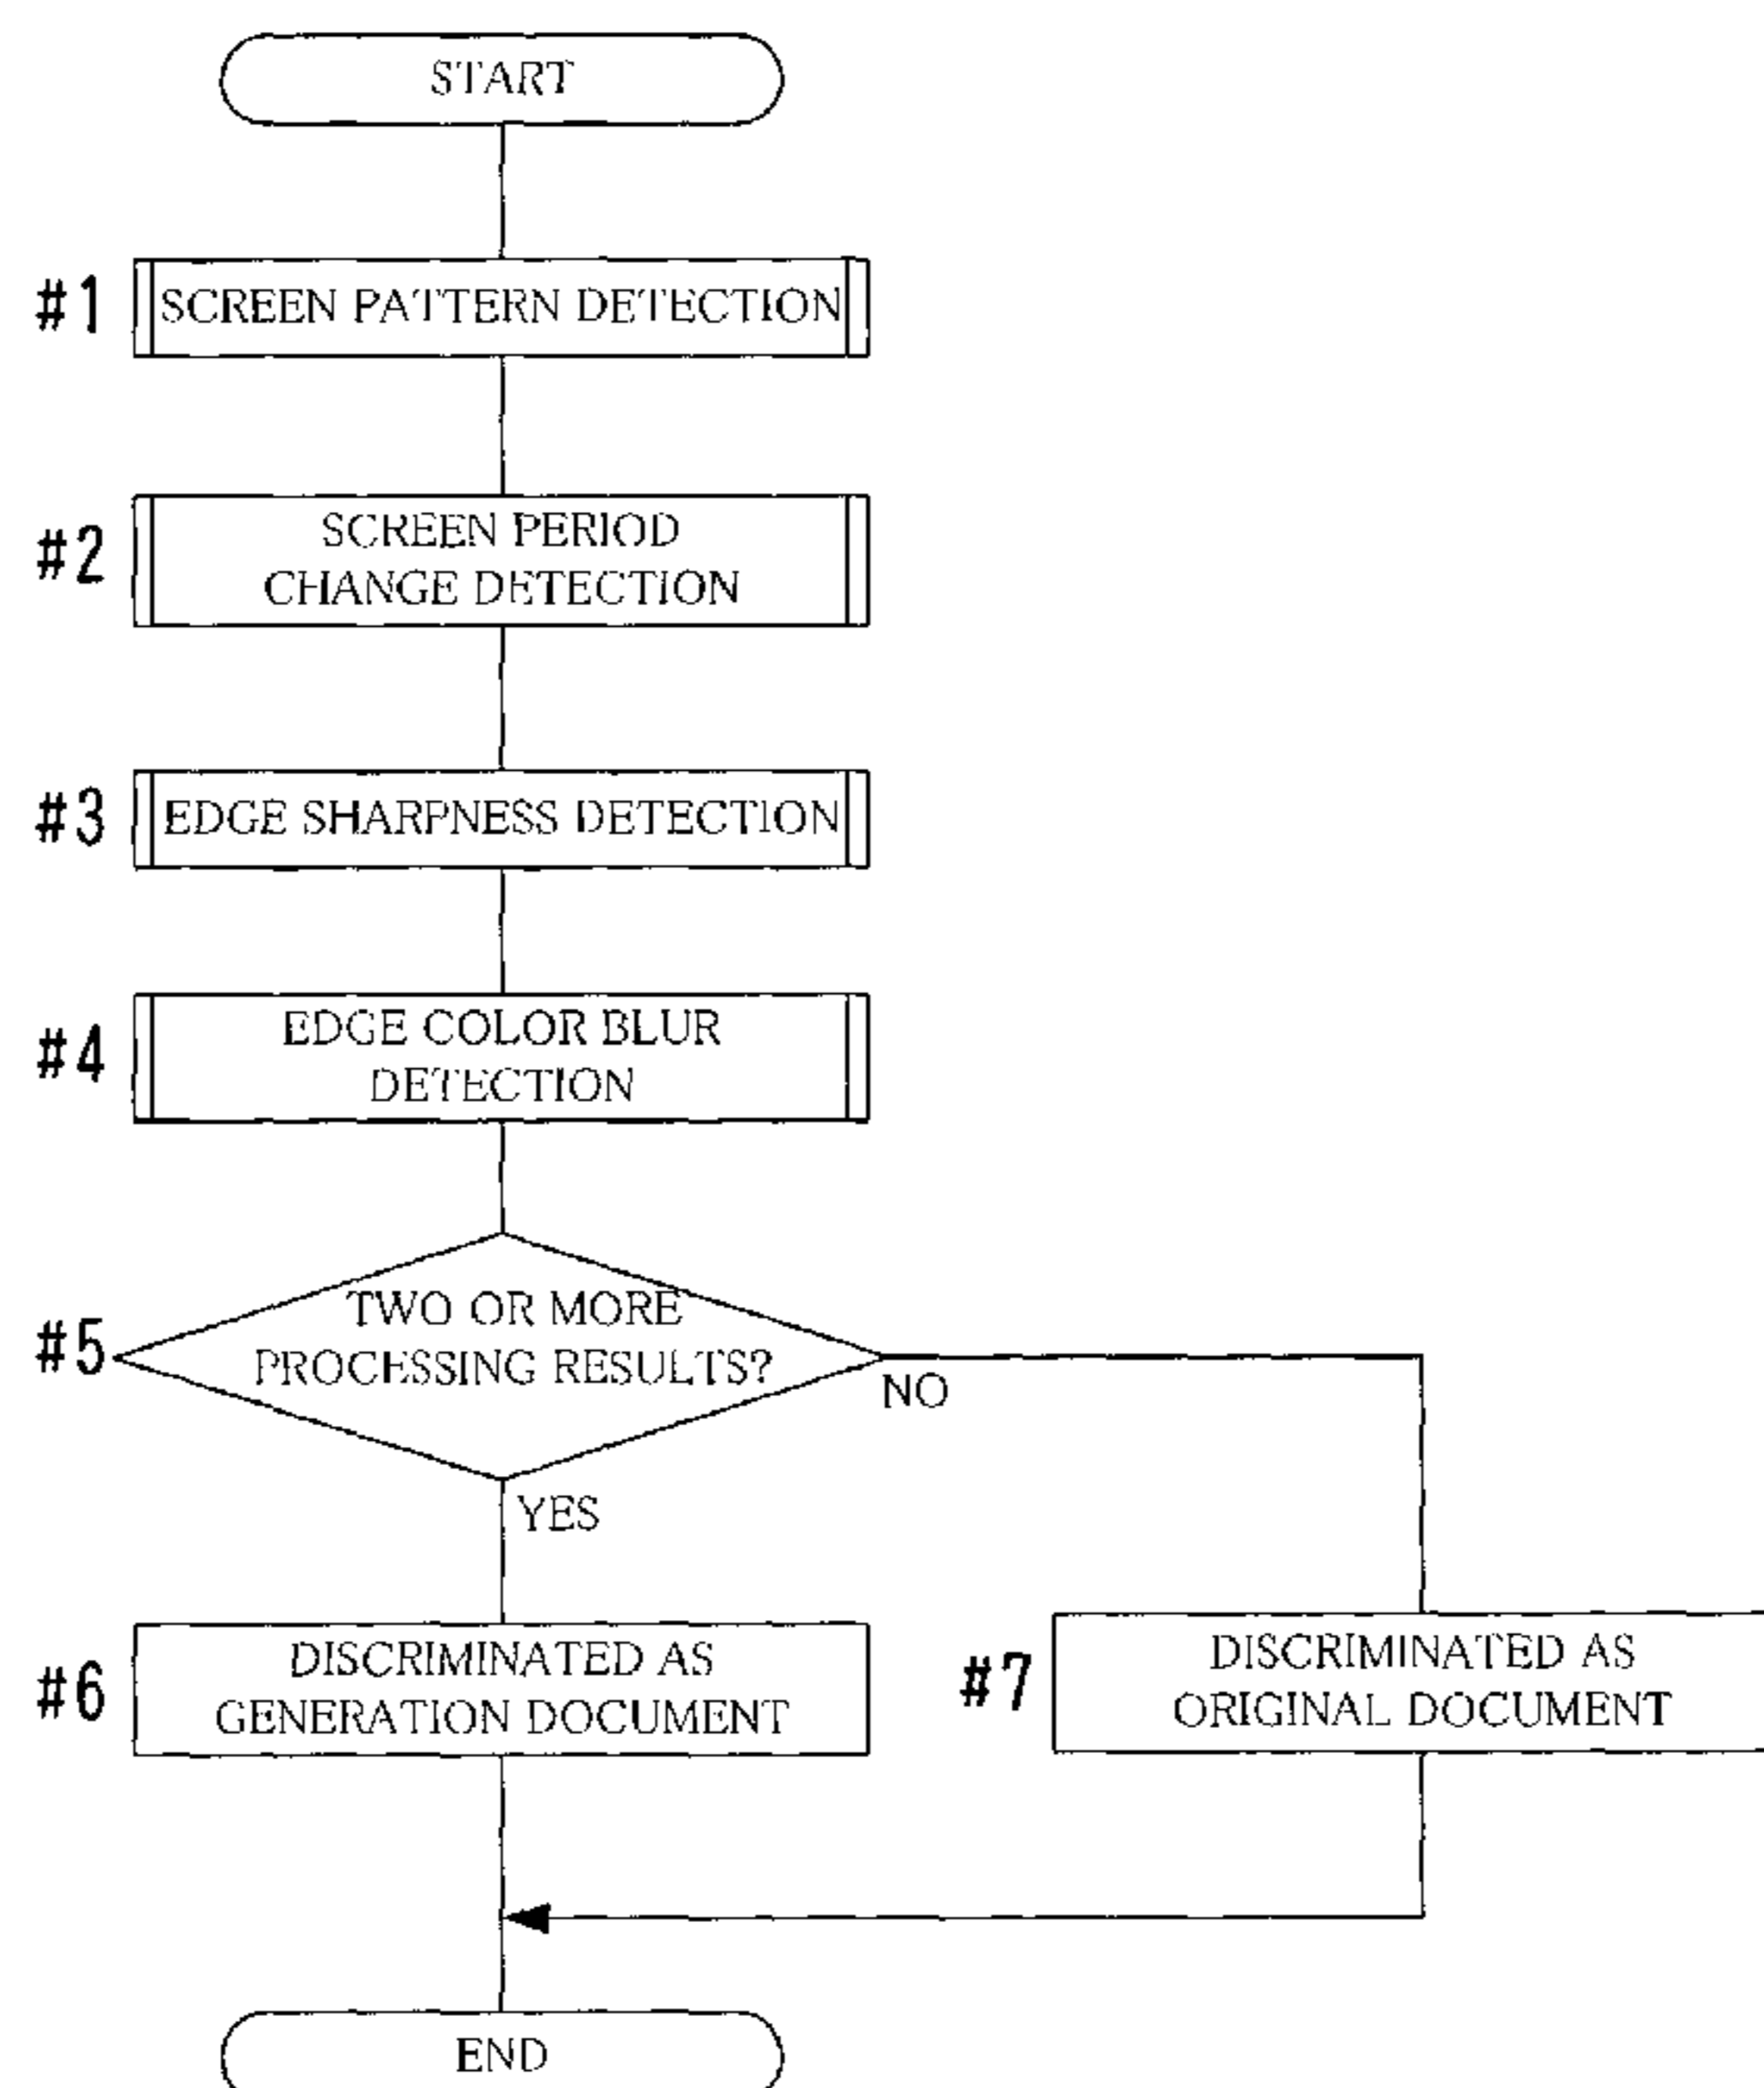 START
#1
SCREEN PATTERN DETECTION
#2
SCREEN PERIOD
CHANGE DETECTION
#3
EDGE SHARPNESS DETECTION
#4
EDGE COLOR BLUR
DETECTION
#5
TWO OR MORE
PROCESSING RESULTS?
NO
YES
#6
DISCRIMINATED AS
GENERATION DOCUMENT
#7
DISCRIMINATED AS
ORIGINAL DOCUMENT
END